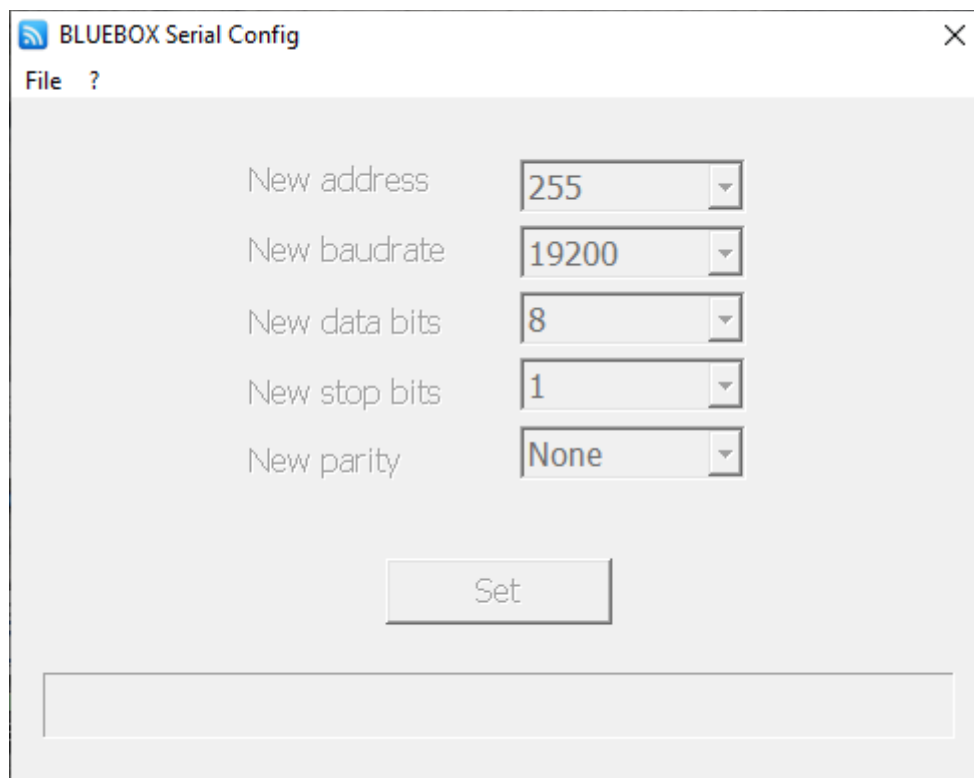 BLUEBOX Serial Config
File ?
New address 255
New baudrate 19200
New data bits 8
New stop bits 1
New parity None
Set